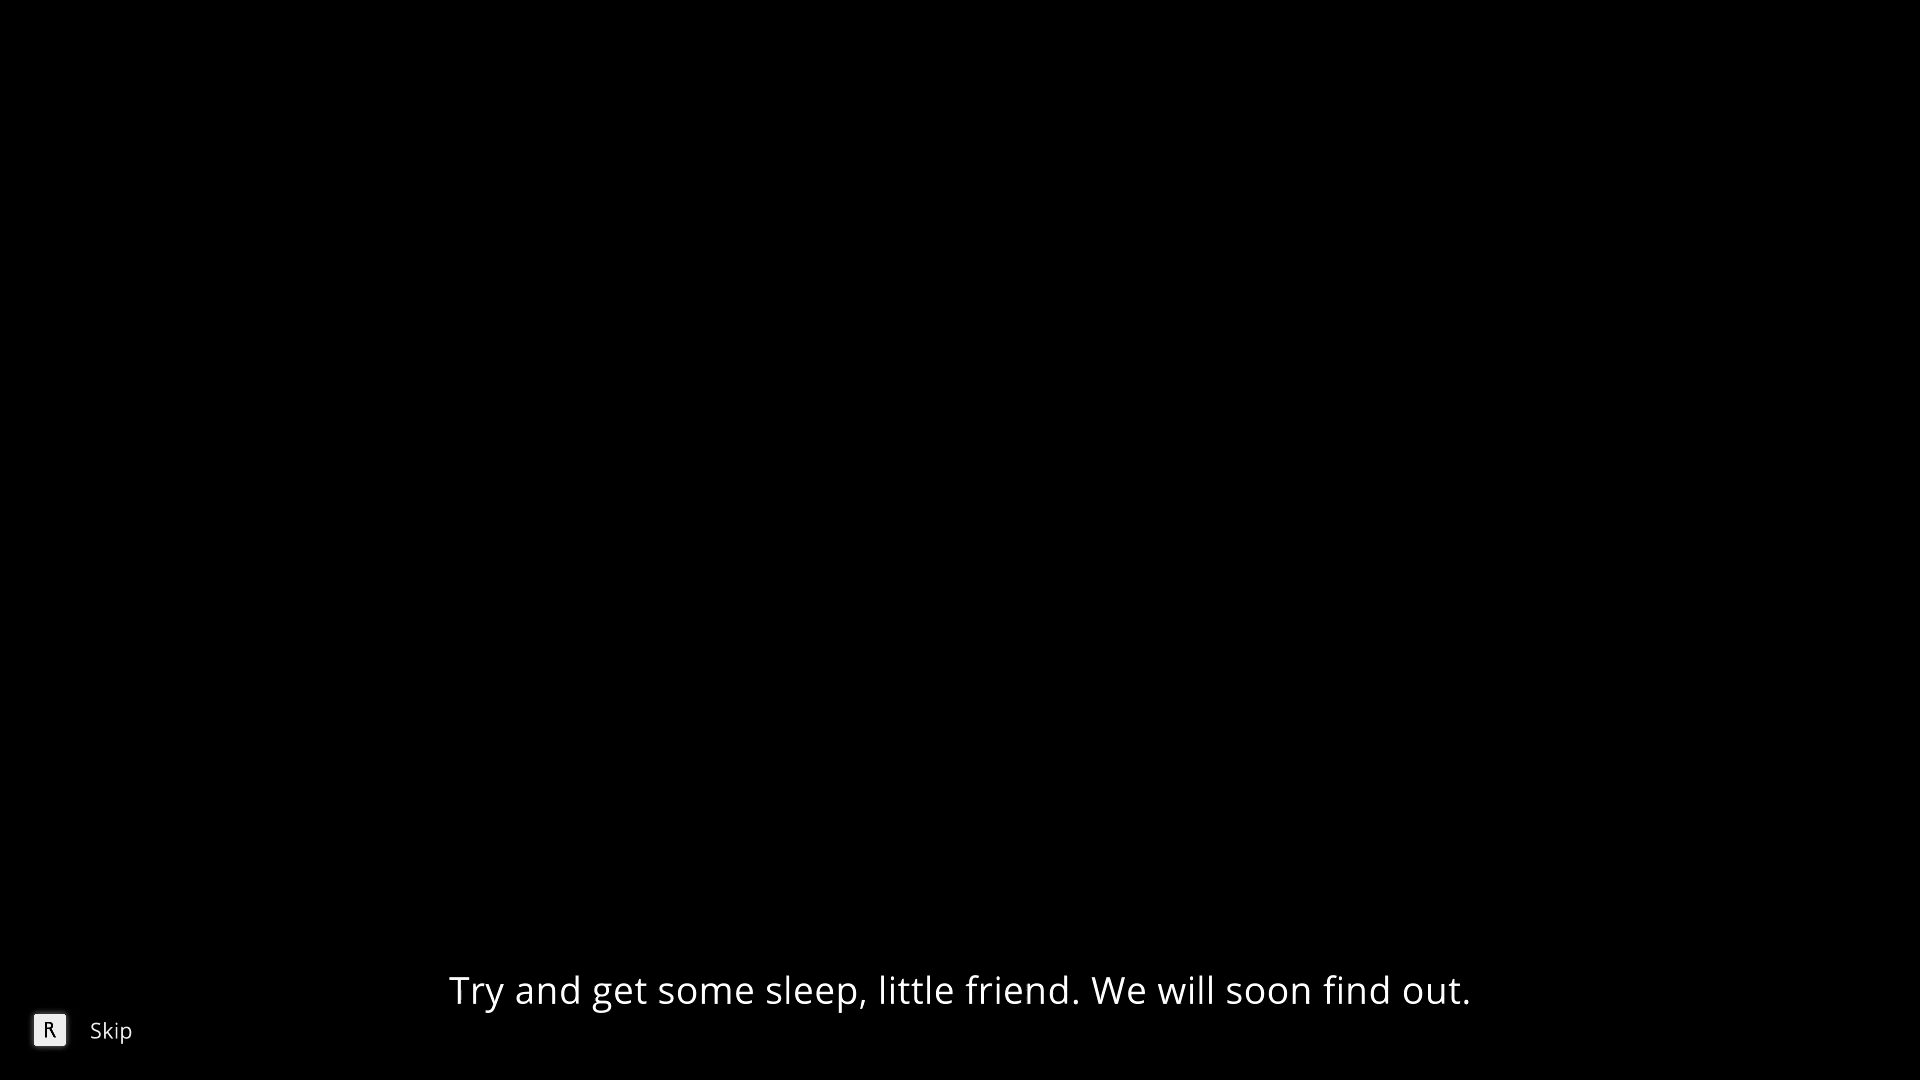 Try and get some sleep, little friend. We will soon find out.
R Skip